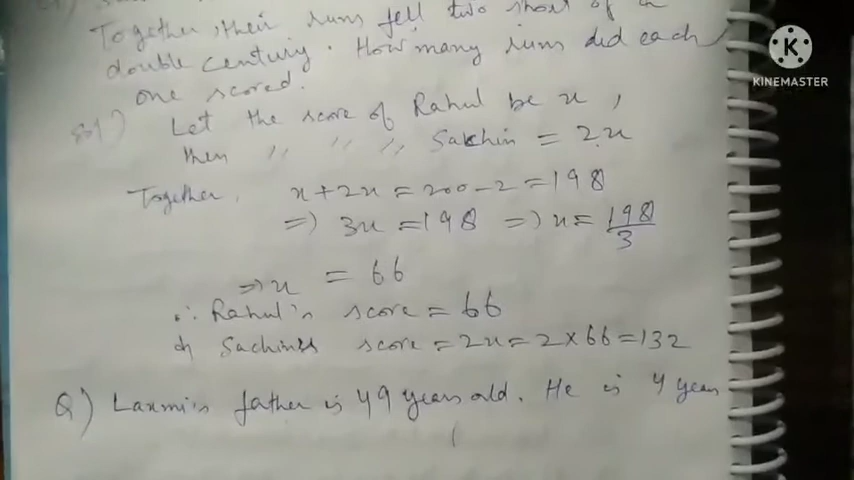 Together, their runs fell two short of a
double century. How many runs did each
one scored.
Sol) Let the score of Rahul be x,
then " " " Sachin = 2x
Together, x+2x = 200-2 = 198
=) 3x = 198 =) x = 198/3
=) x = 66
∴ Rahul's score = 66
& Sachin's score = 2x = 2×66 = 132
Q) Laxmi's father is 49 years old. He is 4 years
KINEMASTER